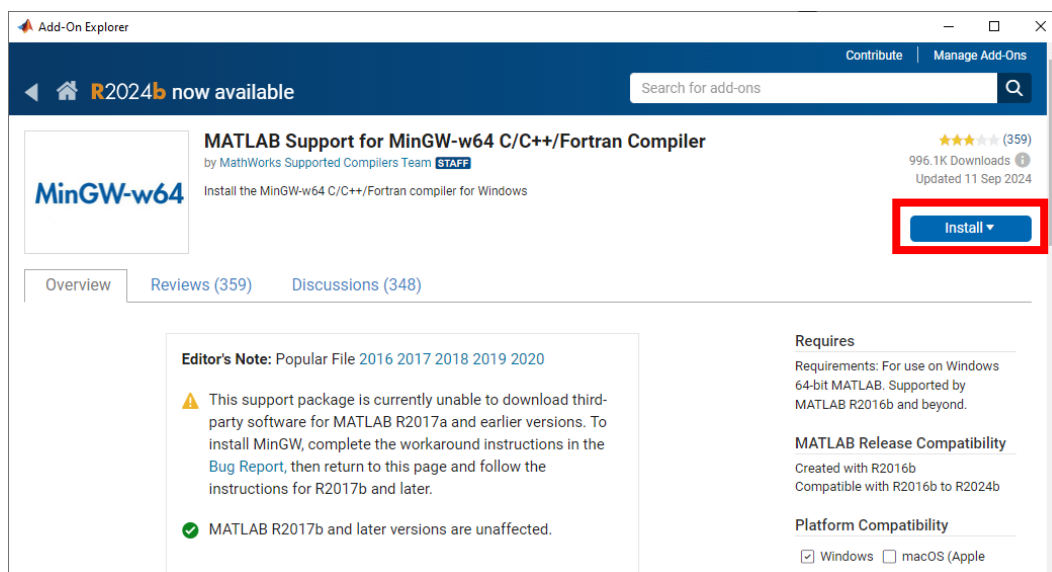 Add-On Explorer
Contribute
Manage Add-Ons
R2024b now available
Search for add-ons
MinGW-w64
MATLAB Support for MinGW-w64 C/C++/Fortran Compiler
by MathWorks Supported Compilers Team STAFF
Install the MinGW-w64 C/C++/Fortran compiler for Windows
(359)
996.1K Downloads
Updated 11 Sep 2024
Install
Overview
Reviews (359)
Discussions (348)
Editor's Note: Popular File 2016 2017 2018 2019 2020
This support package is currently unable to download third-
party software for MATLAB R2017a and earlier versions. To
install MinGW, complete the workaround instructions in the
Bug Report, then return to this page and follow the
instructions for R2017b and later.
MATLAB R2017b and later versions are unaffected.
Requires
Requirements: For use on Windows
64-bit MATLAB. Supported by
MATLAB R2016b and beyond.
MATLAB Release Compatibility
Created with R2016b
Compatible with R2016b to R2024b
Platform Compatibility
Windows macOS (Apple